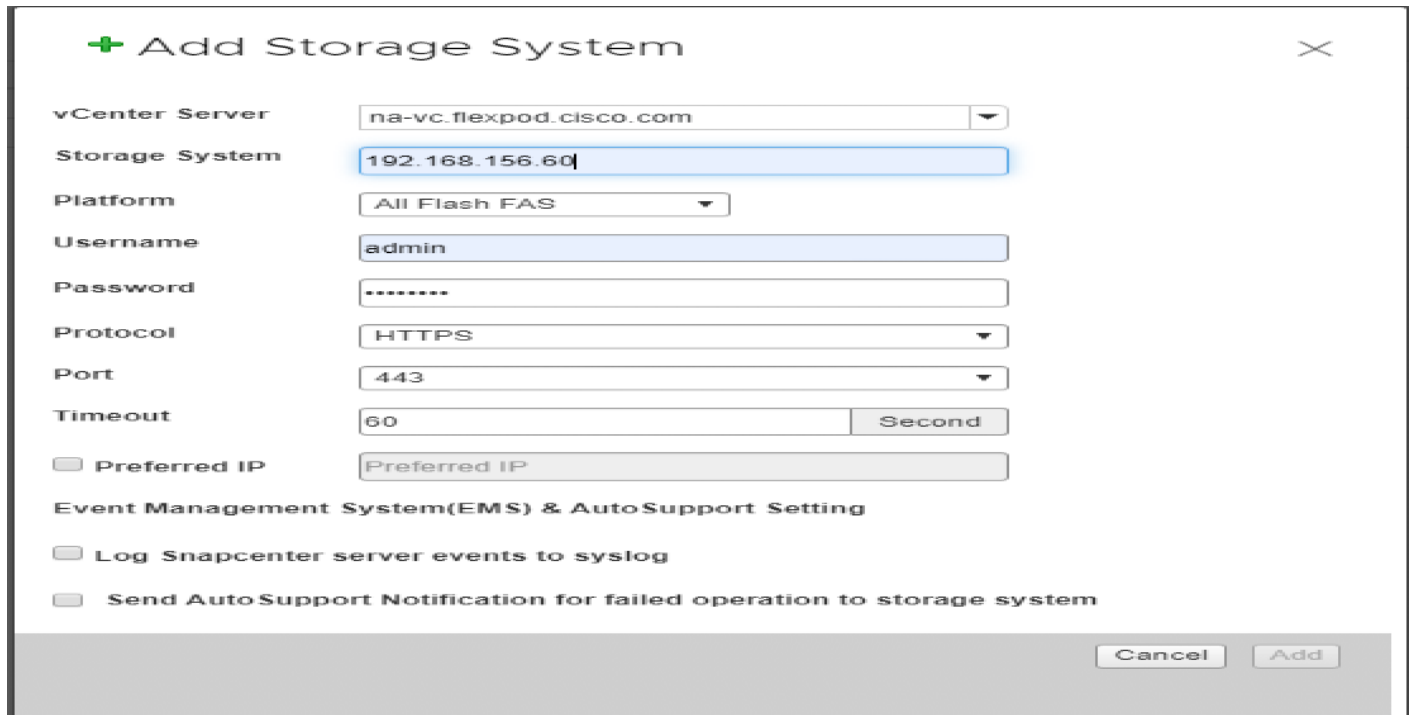 Add Storage System
vCenter Server na-vc.flexpod.cisco.com
Storage System 192.168.156.60
Platform All Flash FAS
Username admin
Password ••••••••
Protocol HTTPS
Port 443
Timeout 60 Second
Preferred IP Preferred IP
Event Management System(EMS) & AutoSupport Setting
Log Snapcenter server events to syslog
Send AutoSupport Notification for failed operation to storage system
Cancel Add